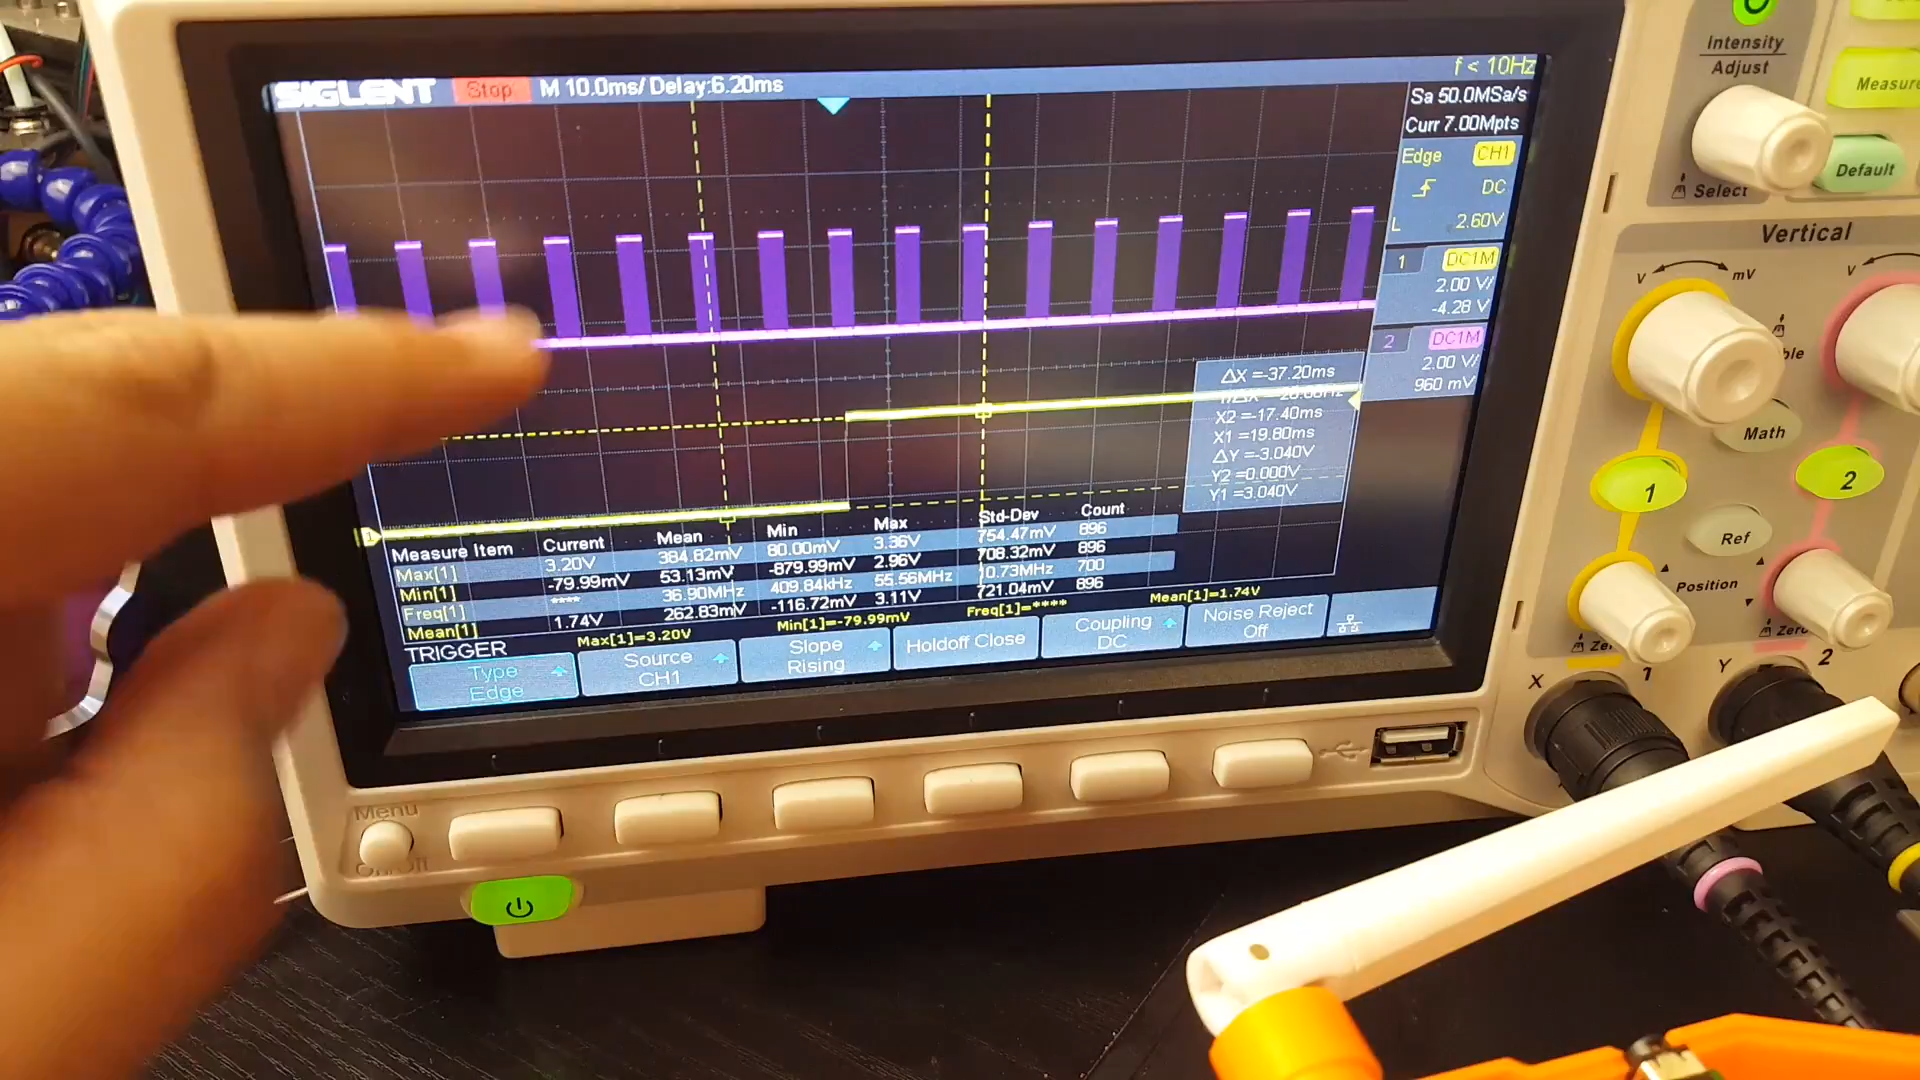 SIGLENT Stop M 10.0ms/ Delay:6.20ms f < 10Hz
Sa 50.0MSa/s
Curr 7.00Mpts
Edge CH1
DC
L 2.60V
1 DC1M
2.00 V/
-4.28 V
2 DC1M
2.00 V/
960 mV
ΔX =-37.20ms
X2 =-17.40ms
X1 =19.80ms
ΔY =-3.040V
Y2 =0.000V
Y1 =3.040V
1
Measure Item Current Mean Min Max Std-Dev Count
Max[1] 3.20V 384.82mV 80.00mV 3.36V 754.47mV 896
Min[1] -79.99mV 53.13mV -879.99mV 2.96V 708.32mV 896
Freq[1] **** 36.90MHz 409.84kHz 55.56MHz 10.73MHz 700
Mean[1] 1.74V 262.83mV -116.72mV 3.11V 721.04mV 896
Max[1]=3.20V Min[1]=-79.99mV Freq[1]=**** Mean[1]=1.74V
TRIGGER
Type
Edge
Source
CH1
Slope
Rising
Holdoff Close
Coupling
DC
Noise Reject
Off
Menu
On/Off
Intensity
Adjust
Select
Measure
Default
Vertical
V mV
V
Math
1
2
Ref
Position
Zero
X 1
Y 2